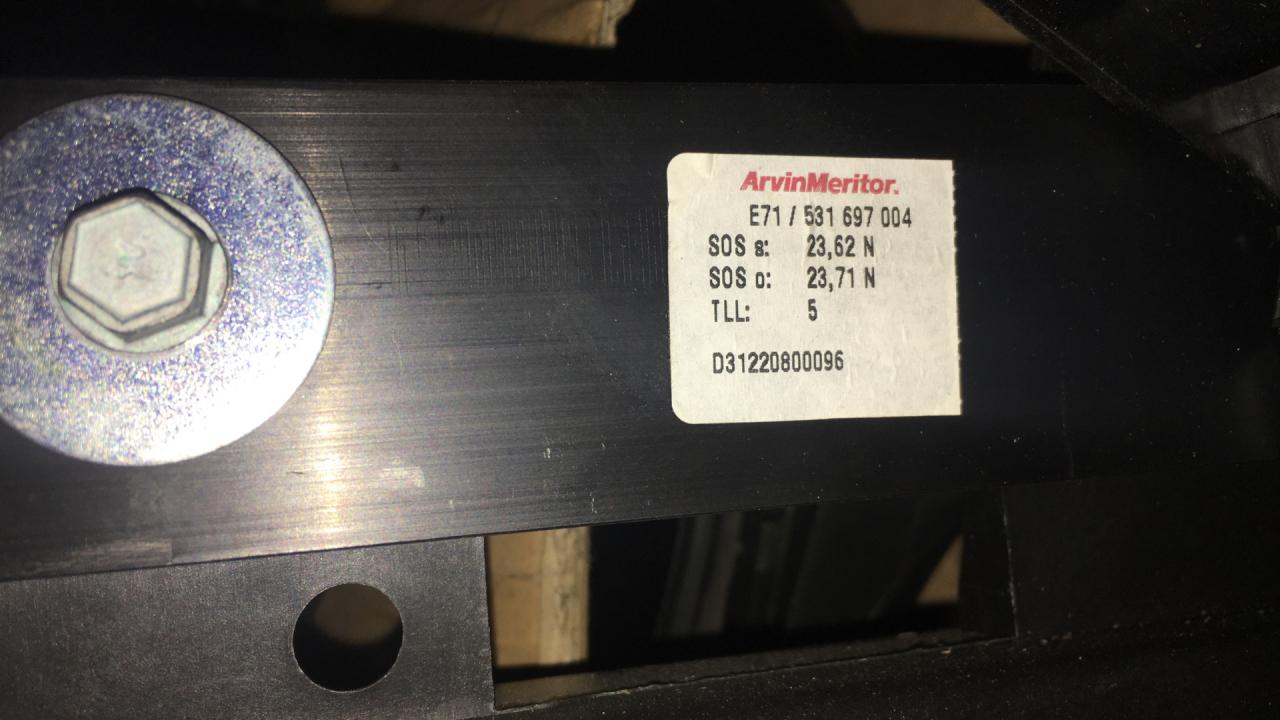 ArvinMeritor.
E71 / 531 697 004
SOS s: 23,62 N
SOS o: 23,71 N
TLL: 5
D31220800096